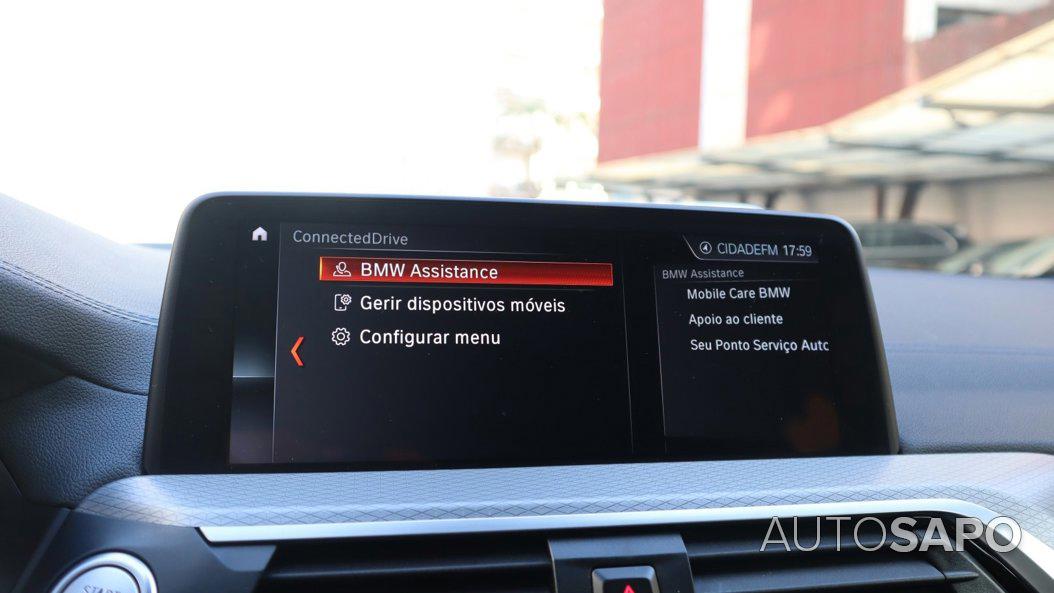 ConnectedDrive
CIDADEFM 17:59
BMW Assistance
Gerir dispositivos móveis
Configurar menu
BMW Assistance
Mobile Care BMW
Apoio ao cliente
Seu Ponto Serviço Autc
START
AUTOSAPO